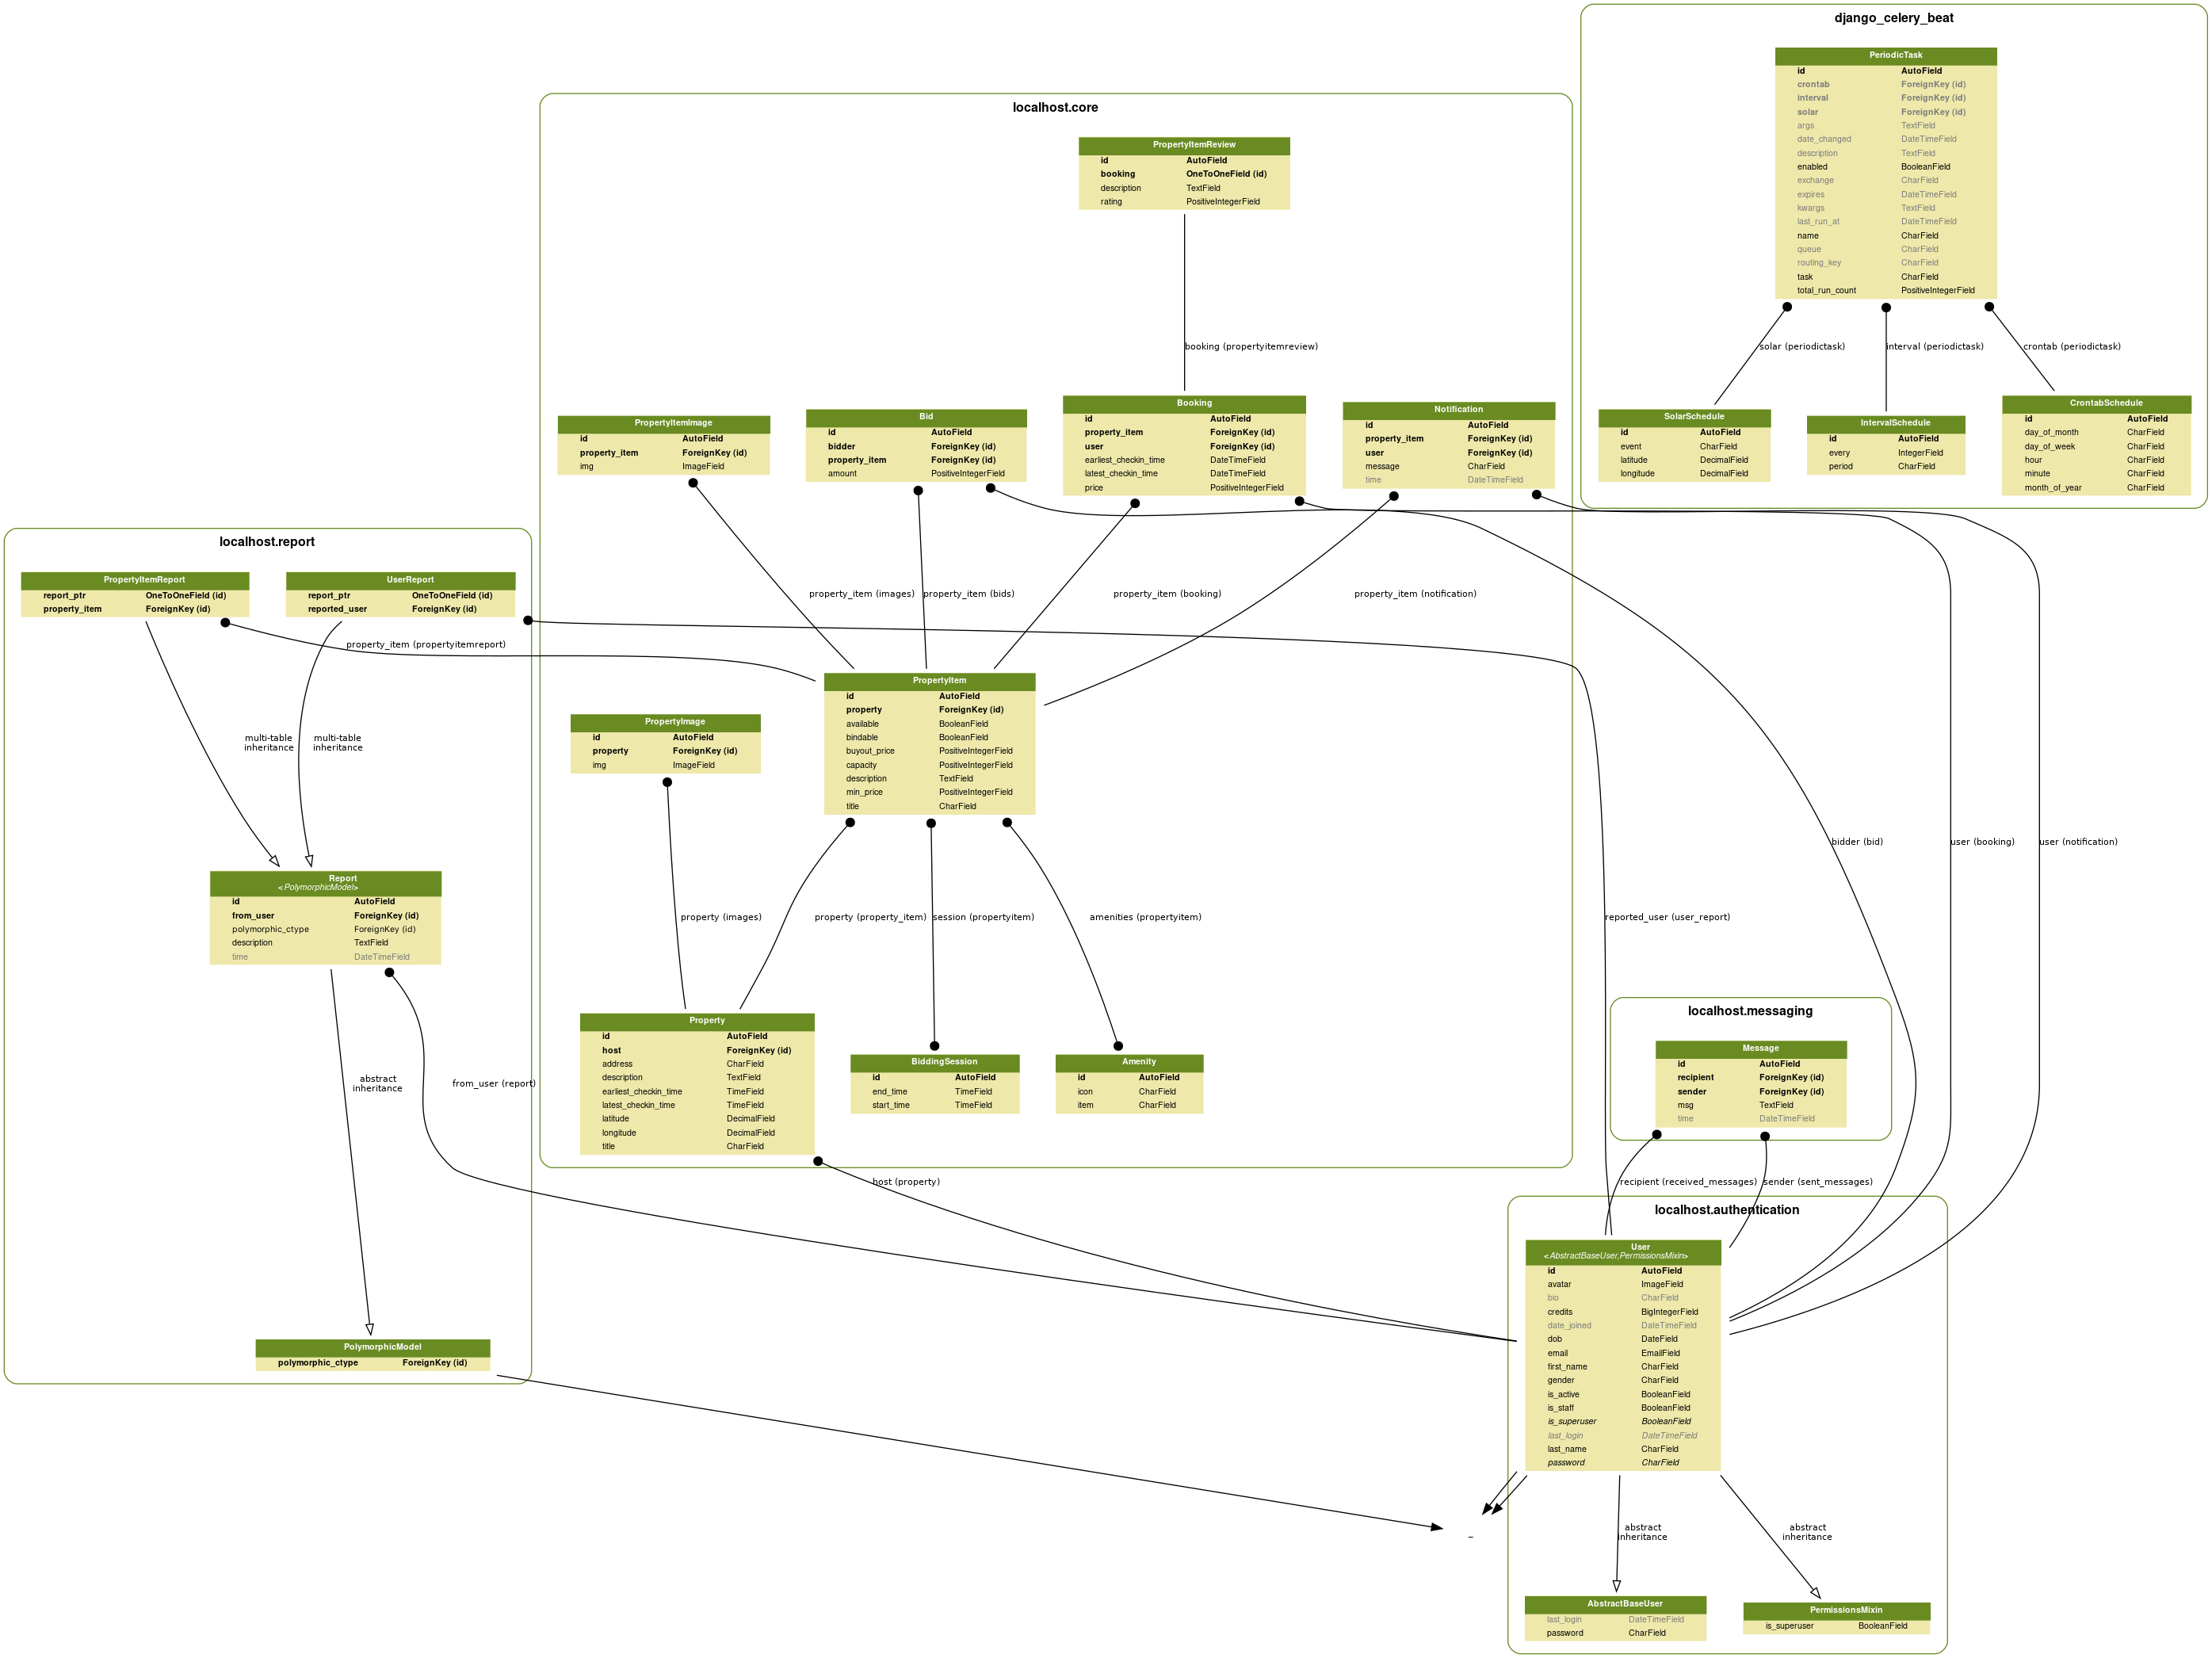 django_celery_beat
PeriodicTask
id AutoField
crontab ForeignKey (id)
interval ForeignKey (id)
solar ForeignKey (id)
args TextField
date_changed DateTimeField
description TextField
enabled BooleanField
exchange CharField
expires DateTimeField
kwargs TextField
last_run_at DateTimeField
name CharField
queue CharField
routing_key CharField
task CharField
total_run_count PositiveIntegerField
solar (periodictask)
interval (periodictask)
crontab (periodictask)
SolarSchedule
id AutoField
event CharField
latitude DecimalField
longitude DecimalField
IntervalSchedule
id AutoField
every IntegerField
period CharField
CrontabSchedule
id AutoField
day_of_month CharField
day_of_week CharField
hour CharField
minute CharField
month_of_year CharField
localhost.core
PropertyItemReview
id AutoField
booking OneToOneField (id)
description TextField
rating PositiveIntegerField
booking (propertyitemreview)
PropertyItemImage
id AutoField
property_item ForeignKey (id)
img ImageField
Bid
id AutoField
bidder ForeignKey (id)
property_item ForeignKey (id)
amount PositiveIntegerField
Booking
id AutoField
property_item ForeignKey (id)
user ForeignKey (id)
earliest_checkin_time DateTimeField
latest_checkin_time DateTimeField
price PositiveIntegerField
Notification
id AutoField
property_item ForeignKey (id)
user ForeignKey (id)
message CharField
time DateTimeField
property_item (images)
property_item (bids)
property_item (booking)
property_item (notification)
PropertyItem
id AutoField
property ForeignKey (id)
available BooleanField
bindable BooleanField
buyout_price PositiveIntegerField
capacity PositiveIntegerField
description TextField
min_price PositiveIntegerField
title CharField
PropertyImage
id AutoField
property ForeignKey (id)
img ImageField
property (images)
property (property_item)
session (propertyitem)
amenities (propertyitem)
Property
id AutoField
host ForeignKey (id)
address CharField
description TextField
earliest_checkin_time TimeField
latest_checkin_time TimeField
latitude DecimalField
longitude DecimalField
title CharField
BiddingSession
id AutoField
end_time TimeField
start_time TimeField
Amenity
id AutoField
icon CharField
item CharField
host (property)
localhost.report
PropertyItemReport
report_ptr OneToOneField (id)
property_item ForeignKey (id)
UserReport
report_ptr OneToOneField (id)
reported_user ForeignKey (id)
property_item (propertyitemreport)
multi-table
inheritance
multi-table
inheritance
Report
<PolymorphicModel>
id AutoField
from_user ForeignKey (id)
polymorphic_ctype ForeignKey (id)
description TextField
time DateTimeField
abstract
inheritance
from_user (report)
PolymorphicModel
polymorphic_ctype ForeignKey (id)
bidder (bid)
user (booking)
user (notification)
reported_user (user_report)
localhost.messaging
Message
id AutoField
recipient ForeignKey (id)
sender ForeignKey (id)
msg TextField
time DateTimeField
recipient (received_messages)
sender (sent_messages)
localhost.authentication
User
<AbstractBaseUser,PermissionsMixin>
id AutoField
avatar ImageField
bio CharField
credits BigIntegerField
date_joined DateTimeField
dob DateField
email EmailField
first_name CharField
gender CharField
is_active BooleanField
is_staff BooleanField
is_superuser BooleanField
last_login DateTimeField
last_name CharField
password CharField
_
abstract
inheritance
abstract
inheritance
AbstractBaseUser
last_login DateTimeField
password CharField
PermissionsMixin
is_superuser BooleanField